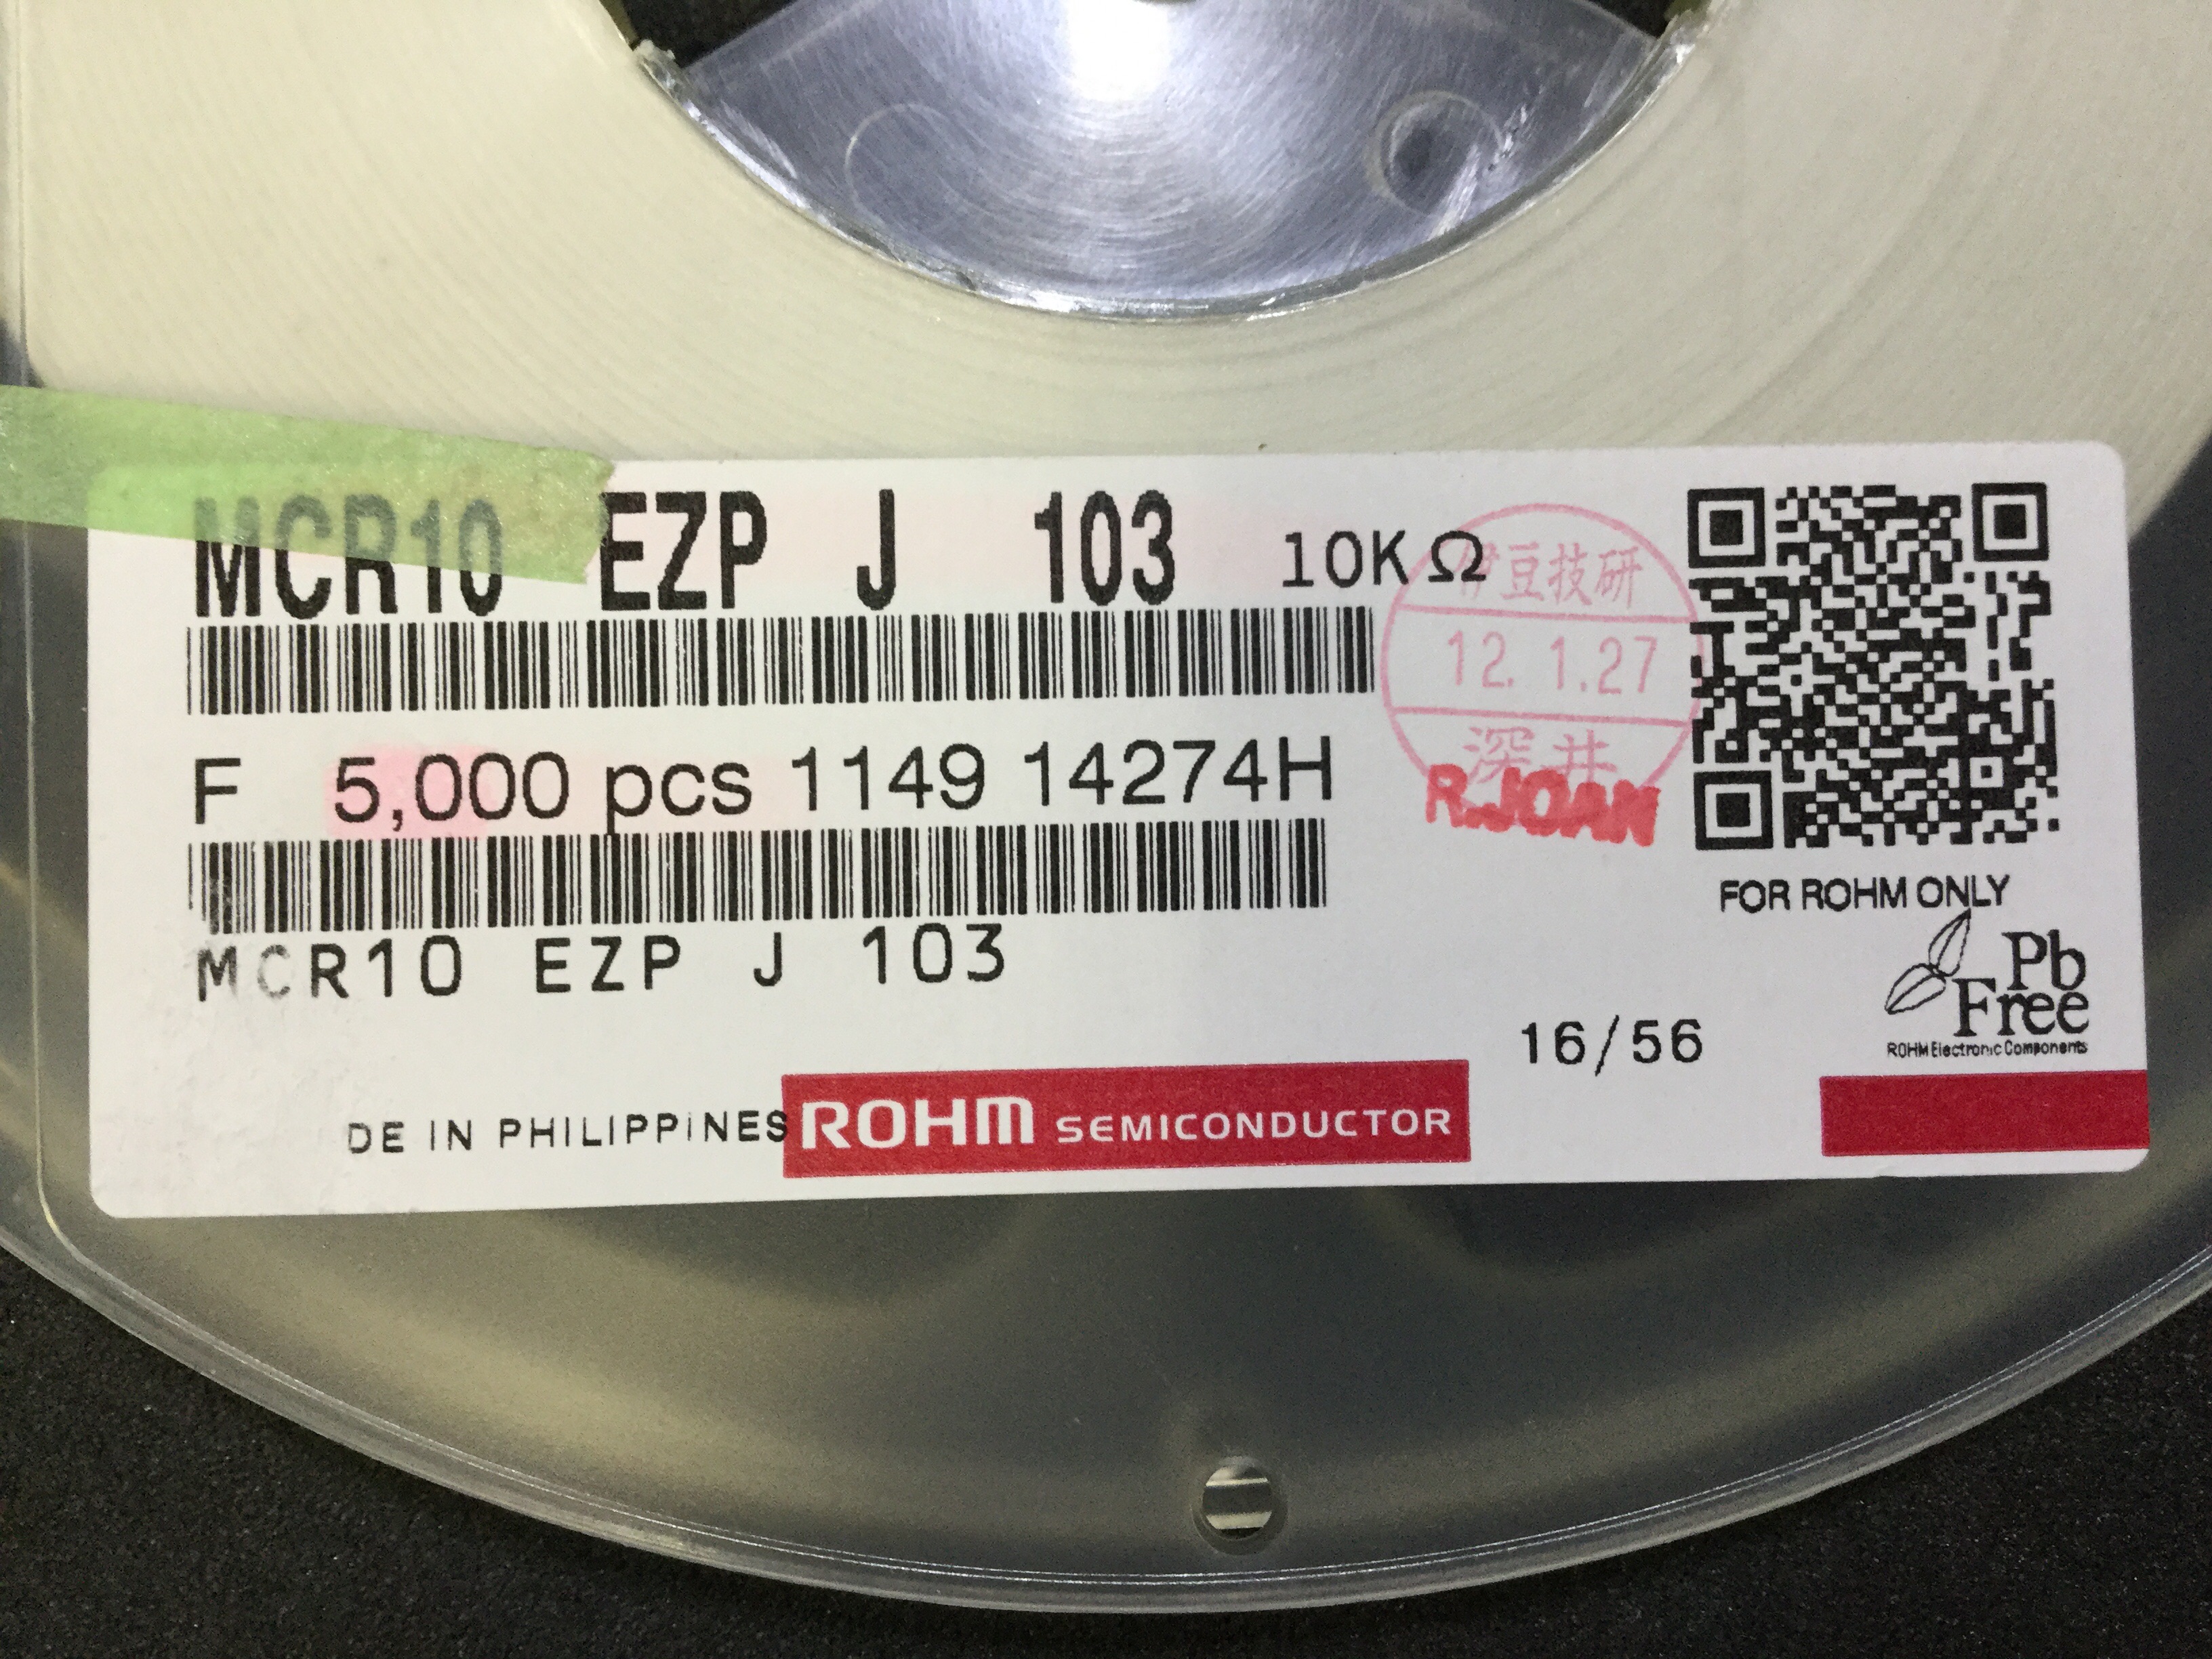 MCR10 EZP J 103 10KΩ
伊豆技研
12.1.27
深井
R.JOAN
F 5,000 pcs 1149 14274H
MCR10 EZP J 103
FOR ROHM ONLY
Pb
Free
ROHM Electronic Components
16/56
DE IN PHILIPPINES
ROHM SEMICONDUCTOR